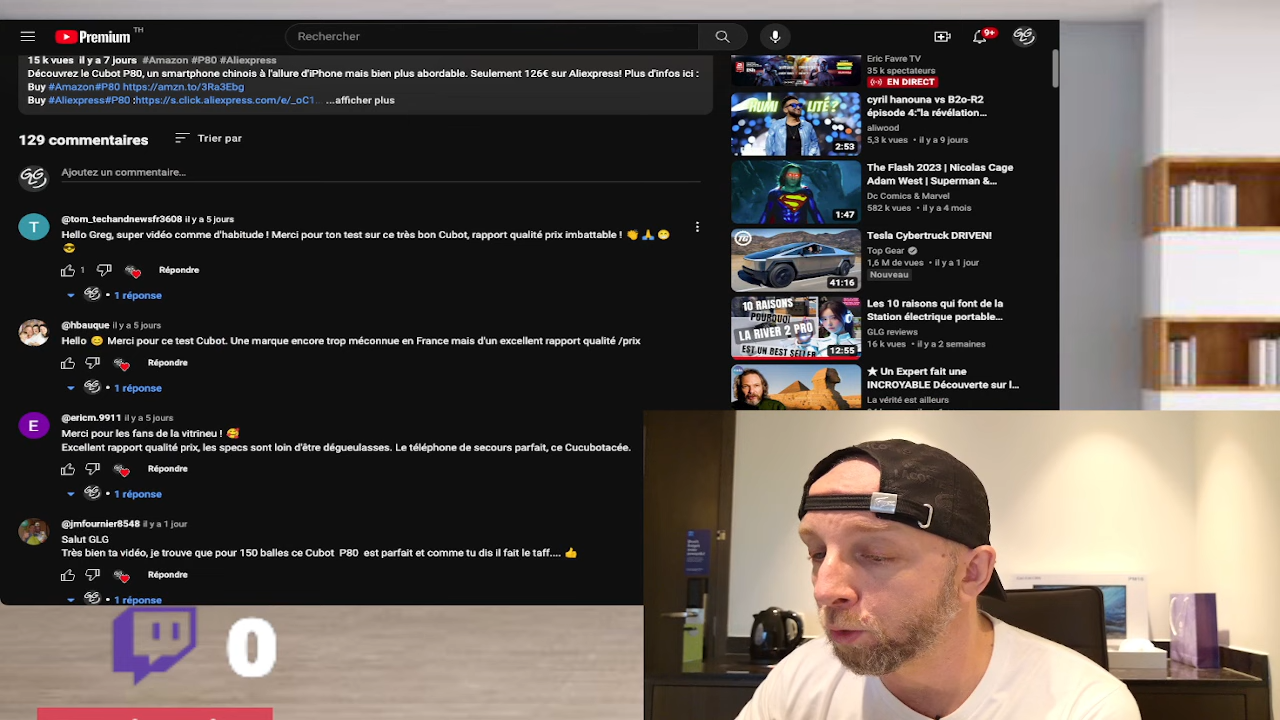 Premium TH
Rechercher
9+
15 k vues il y a 7 jours #Amazon #P80 #Aliexpress
Découvrez le Cubot P80, un smartphone chinois à l'allure d'iPhone mais bien plus abordable. Seulement 126€ sur Aliexpress! Plus d'infos ici :
Buy #Amazon#P80 https://amzn.to/3Ra3Ebg
Buy #Aliexpress#P80 :https://s.click.aliexpress.com/e/_oC1... ...afficher plus
129 commentaires
Trier par
Ajoutez un commentaire...
T
@tom_techandnewsfr3608 il y a 5 jours
Hello Greg, super vidéo comme d'habitude ! Merci pour ton test sur ce très bon Cubot, rapport qualité prix imbattable ! 👏 🙏 😁
😎
1
Répondre
1 réponse
@hbauque il y a 5 jours
Hello 😊 Merci pour ce test Cubot. Une marque encore trop méconnue en France mais d'un excellent rapport qualité /prix
Répondre
1 réponse
E
@ericm.9911 il y a 5 jours
Merci pour les fans de la vitrineu ! 🥰
Excellent rapport qualité prix, les specs sont loin d'être dégueulasses. Le téléphone de secours parfait, ce Cucubotacée.
Répondre
1 réponse
@jmfournier8548 il y a 1 jour
Salut GLG
Très bien ta vidéo, je trouve que pour 150 balles ce Cubot P80 est parfait et comme tu dis il fait le taff.... 👍
Répondre
1 réponse
Eric Favre TV
35 k spectateurs
EN DIRECT
HUMILITÉ ?
2:53
cyril hanouna vs B2o-R2
épisode 4:"la révélation...
aliwood
5,3 k vues • il y a 9 jours
1:47
The Flash 2023 | Nicolas Cage
Adam West | Superman &...
Dc Comics & Marvel
582 k vues • il y a 4 mois
TG
41:16
Tesla Cybertruck DRIVEN!
Top Gear
1,6 M de vues • il y a 1 jour
Nouveau
10 RAISONS
POURQUOI
LA RIVER 2 PRO
EST UN BEST SELLER
12:55
Les 10 raisons qui font de la
Station électrique portable...
GLG reviews
16 k vues • il y a 2 semaines
★ Un Expert fait une
INCROYABLE Découverte sur l...
La vérité est ailleurs
0